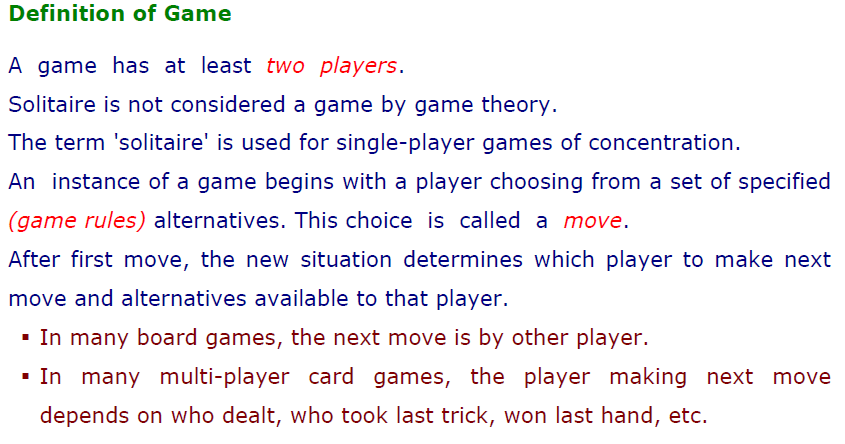 Definition of Game
A game has at least two players.
Solitaire is not considered a game by game theory.
The term 'solitaire' is used for single-player games of concentration.
An instance of a game begins with a player choosing from a set of specified
(game rules) alternatives. This choice is called a move.
After first move, the new situation determines which player to make next
move and alternatives available to that player.
▪ In many board games, the next move is by other player.
▪ In many multi-player card games, the player making next move
depends on who dealt, who took last trick, won last hand, etc.